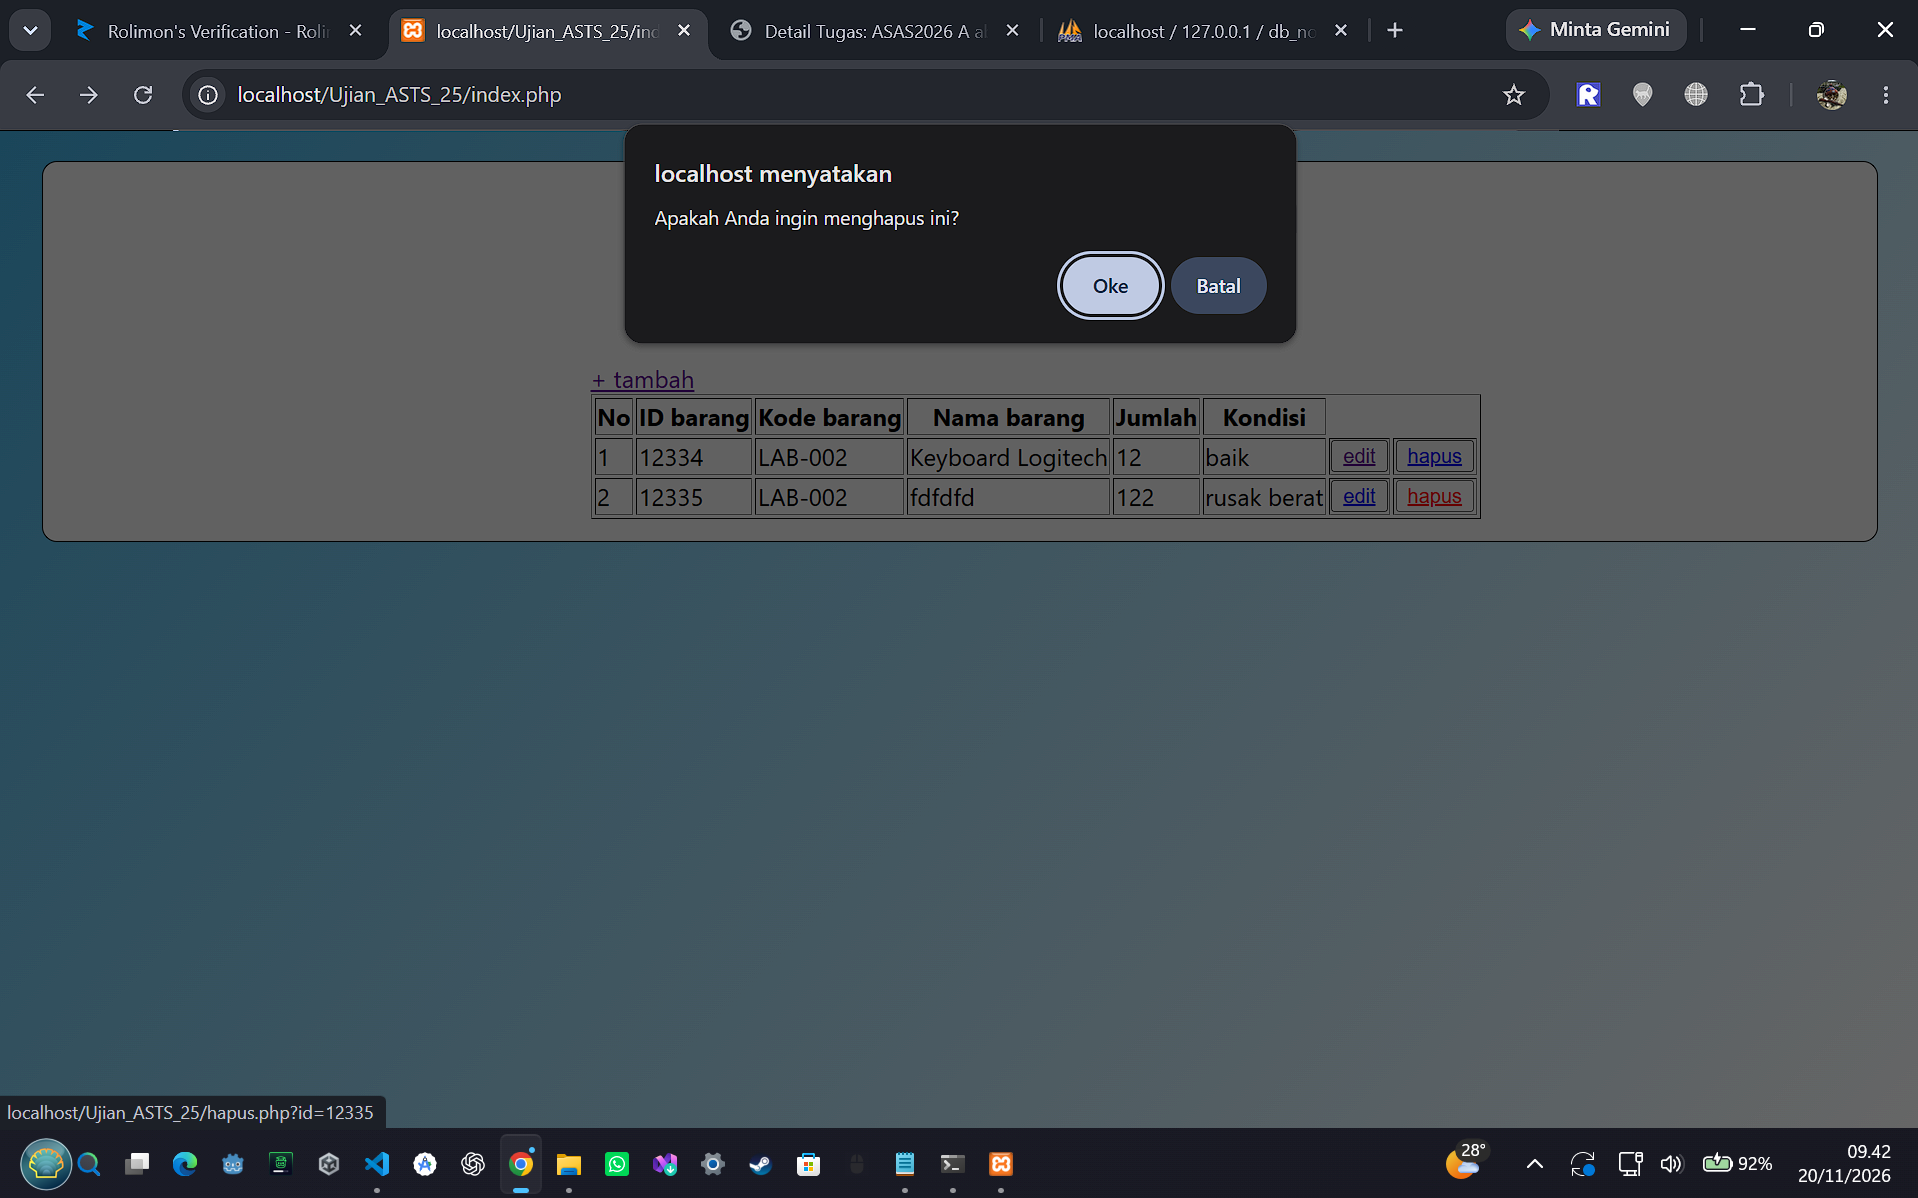 Rolimon's Verification - Rolin
localhost/Ujian_ASTS_25/ind
Detail Tugas: ASAS2026 A al
localhost / 127.0.0.1 / db_no
Minta Gemini
localhost/Ujian_ASTS_25/index.php
localhost menyatakan
Apakah Anda ingin menghapus ini?
Oke Batal
+ tambah
No ID barang Kode barang Nama barang Jumlah Kondisi
1 12334 LAB-002 Keyboard Logitech 12 baik edit hapus
2 12335 LAB-002 fdfdfd 122 rusak berat edit hapus
localhost/Ujian_ASTS_25/hapus.php?id=12335
28°
92%
09.42
20/11/2026